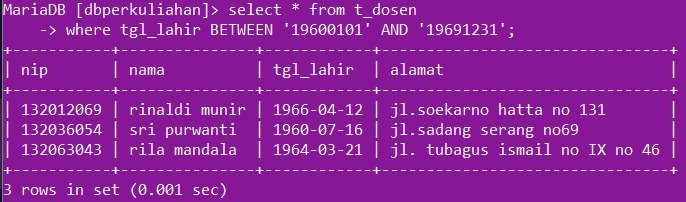 MariaDB [dbperkuliahan]> select * from t_dosen
    -> where tgl_lahir BETWEEN '19600101' AND '19691231';
+-----------+---------------+------------+------------------------------+
| nip       | nama          | tgl_lahir  | alamat                       |
+-----------+---------------+------------+------------------------------+
| 132012069 | rinaldi munir | 1966-04-12 | jl.soekarno hatta no 131     |
| 132036054 | sri purwanti  | 1960-07-16 | jl.sadang serang no69        |
| 132063043 | rila mandala  | 1964-03-21 | jl. tubagus ismail no IX no 46 |
+-----------+---------------+------------+------------------------------+
3 rows in set (0.001 sec)